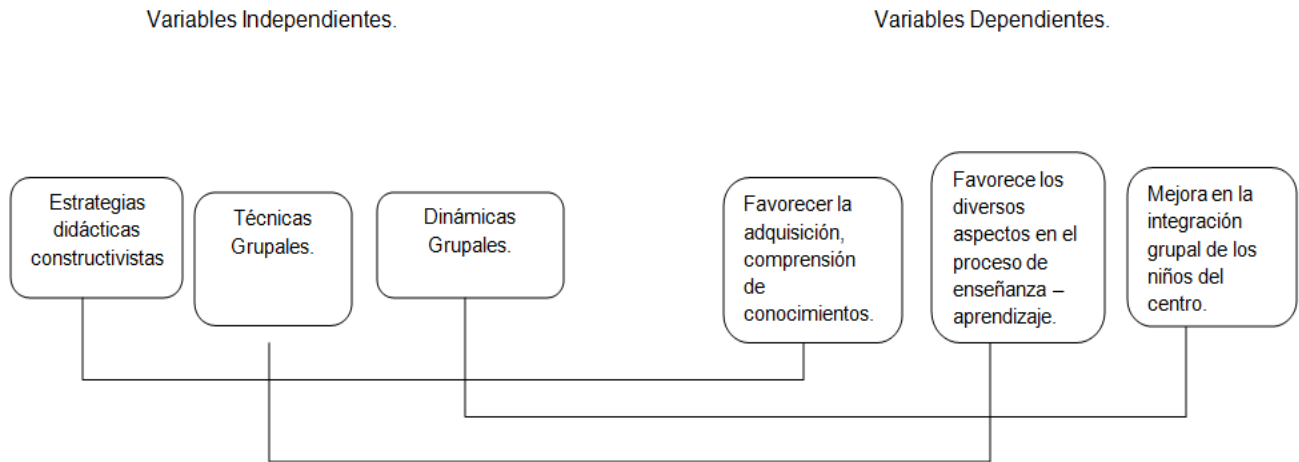 Variables Independientes.
Variables Dependientes.
Estrategias
didácticas
constructivistas
Técnicas
Grupales.
Dinámicas
Grupales.
Favorecer la
adquisición,
comprensión
de
conocimientos.
Favorece los
diversos
aspectos en el
proceso de
enseñanza –
aprendizaje.
Mejora en la
integración
grupal de los
niños del
centro.